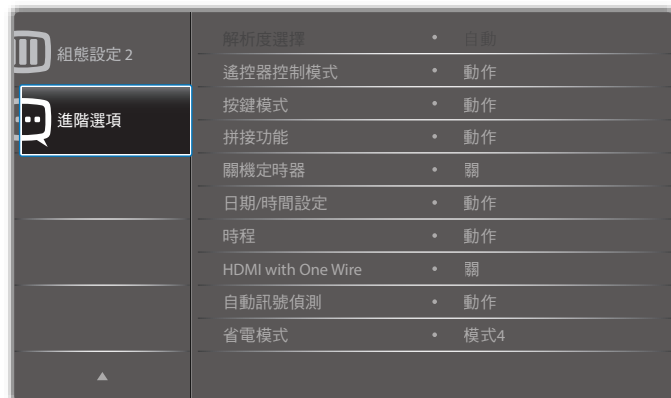 組態設定 2
進階選項
解析度選擇 • 自動
遙控器控制模式 • 動作
按鍵模式 • 動作
拼接功能 • 動作
關機定時器 • 關
日期/時間設定 • 動作
時程 • 動作
HDMI with One Wire • 關
自動訊號偵測 • 動作
省電模式 • 模式4